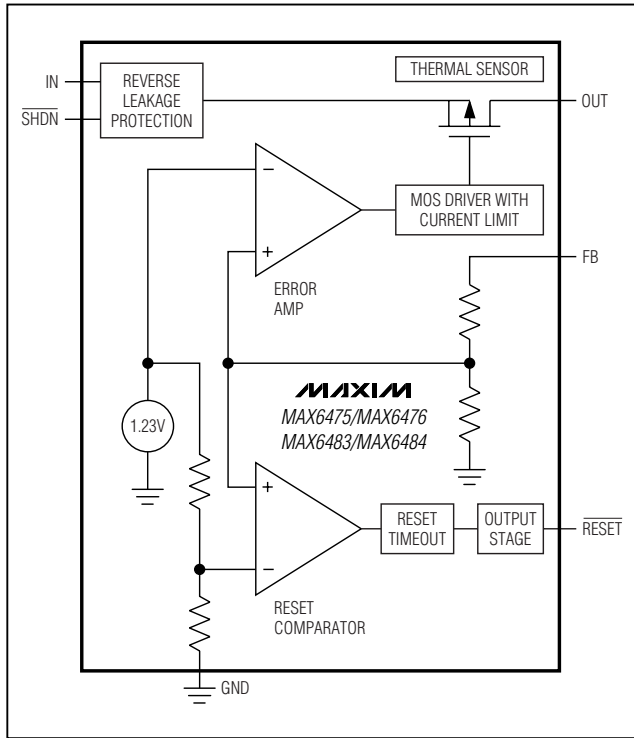 IN
SHDN
REVERSE
LEAKAGE
PROTECTION
THERMAL SENSOR
OUT
−
+
ERROR
AMP
MOS DRIVER WITH
CURRENT LIMIT
FB
1.23V
MAXIM
MAX6475/MAX6476
MAX6483/MAX6484
+
−
RESET
COMPARATOR
RESET
TIMEOUT
OUTPUT
STAGE
RESET
GND